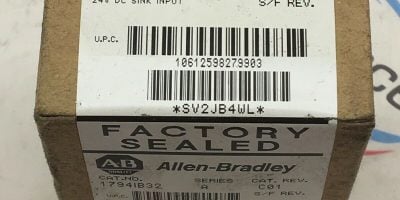 24V DC SINK INPUT
S/F REV.
U.P.C.
10612598279903
*SV2JB4WL*
FACTORY
SEALED
AB Allen-Bradley
CAT.NO. SERIES CAT. REV.
1794IB32 A C01
S/F REV.